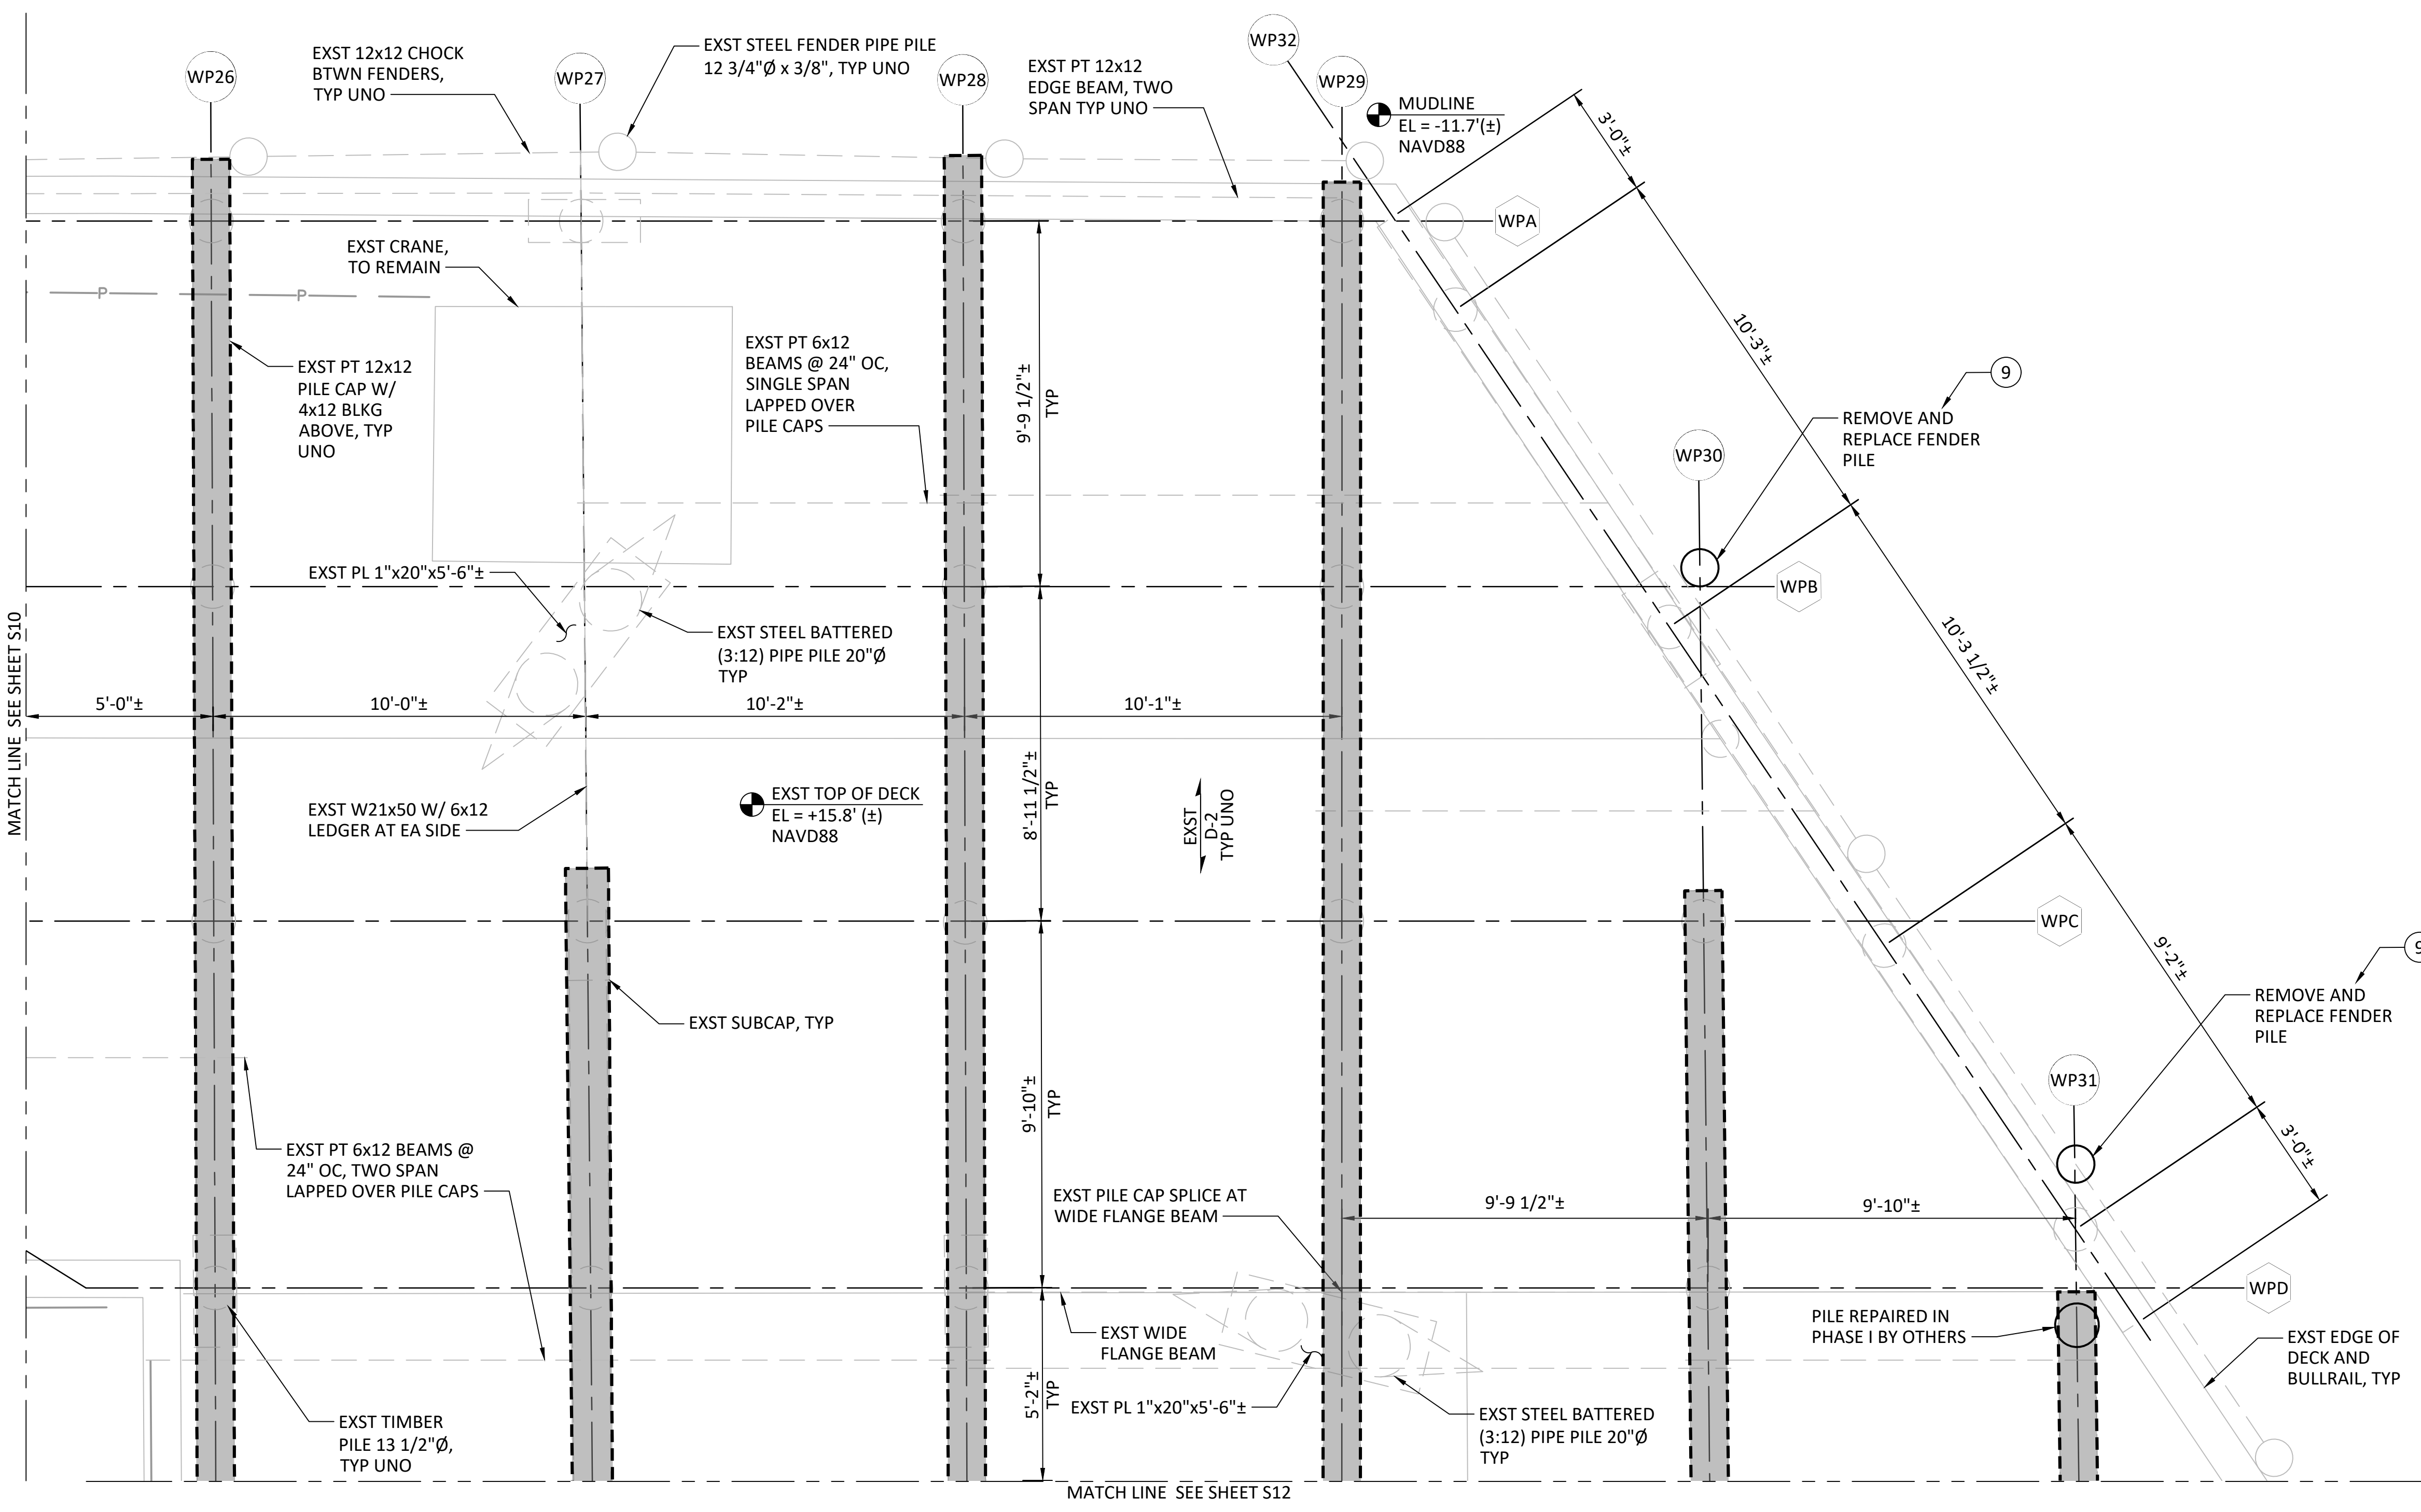 WP32
WP26
WP27
WP28
WP29
EXST 12x12 CHOCK
BTWN FENDERS,
TYP UNO
EXST STEEL FENDER PIPE PILE
12 3/4"Ø x 3/8", TYP UNO
EXST PT 12x12
EDGE BEAM, TWO
SPAN TYP UNO
MUDLINE
EL = -11.7'(±)
NAVD88
3'-0"±
WPA
EXST CRANE,
TO REMAIN
P
P
10'-3"±
EXST PT 12x12
PILE CAP W/
4x12 BLKG
ABOVE, TYP
UNO
EXST PT 6x12
BEAMS @ 24" OC,
SINGLE SPAN
LAPPED OVER
PILE CAPS
9'-9 1/2"±
TYP
9
REMOVE AND
REPLACE FENDER
PILE
WP30
EXST PL 1"x20"x5'-6"±
WPB
EXST STEEL BATTERED
(3:12) PIPE PILE 20"Ø
TYP
10'-3 1/2"±
MATCH LINE  SEE SHEET S10
5'-0"±
10'-0"±
10'-2"±
10'-1"±
EXST W21x50 W/ 6x12
LEDGER AT EA SIDE
EXST TOP OF DECK
EL = +15.8' (±)
NAVD88
8'-11 1/2"±
TYP
EXST
D-2
TYP UNO
WPC
9'-2"±
9
REMOVE AND
REPLACE FENDER
PILE
EXST SUBCAP, TYP
WP31
9'-10"±
TYP
3'-0"±
EXST PT 6x12 BEAMS @
24" OC, TWO SPAN
LAPPED OVER PILE CAPS
EXST PILE CAP SPLICE AT
WIDE FLANGE BEAM
9'-9 1/2"±
9'-10"±
WPD
EXST WIDE
FLANGE BEAM
PILE REPAIRED IN
PHASE I BY OTHERS
EXST EDGE OF
DECK AND
BULLRAIL, TYP
5'-2"±
TYP
EXST PL 1"x20"x5'-6"±
EXST TIMBER
PILE 13 1/2"Ø,
TYP UNO
EXST STEEL BATTERED
(3:12) PIPE PILE 20"Ø
TYP
MATCH LINE  SEE SHEET S12